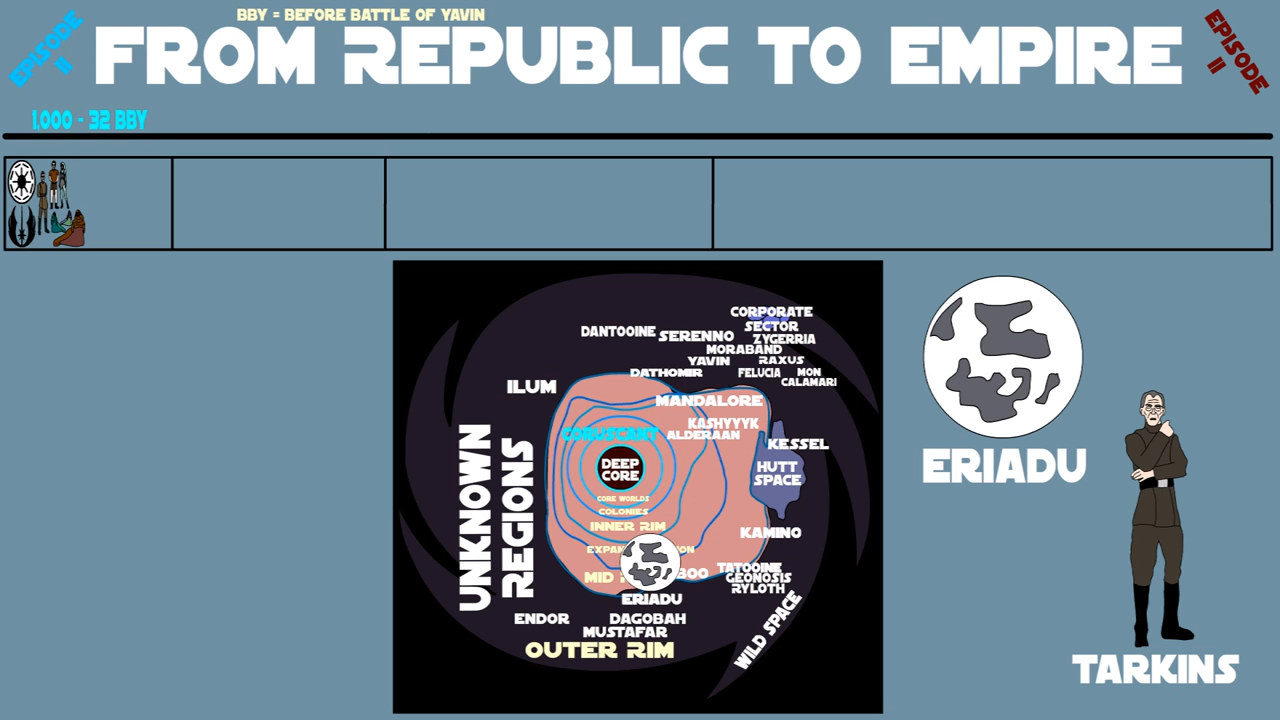 BBY = BEFORE BATTLE OF YAVIN
EPISODE
II
FROM REPUBLIC TO EMPIRE
EPISODE
II
1.000 - 32 BBY
CORPORATE
SECTOR
DANTOOINE
SERENNO
ZYGERRIA
MORABAND
YAVIN
RAXUS
DATHOMIR
FELUCIA
MON
CALAMARI
ILUM
MANDALORE
KASHYYYK
CORUSCANT
ALDERAAN
KESSEL
DEEP
CORE
HUTT
SPACE
UNKNOWN
REGIONS
CORE WORLDS
COLONIES
INNER RIM
KAMINO
MID
TATOOINE
GEONOSIS
RYLOTH
ERIADU
ENDOR
DAGOBAH
MUSTAFAR
OUTER RIM
WILD SPACE
ERIADU
TARKINS